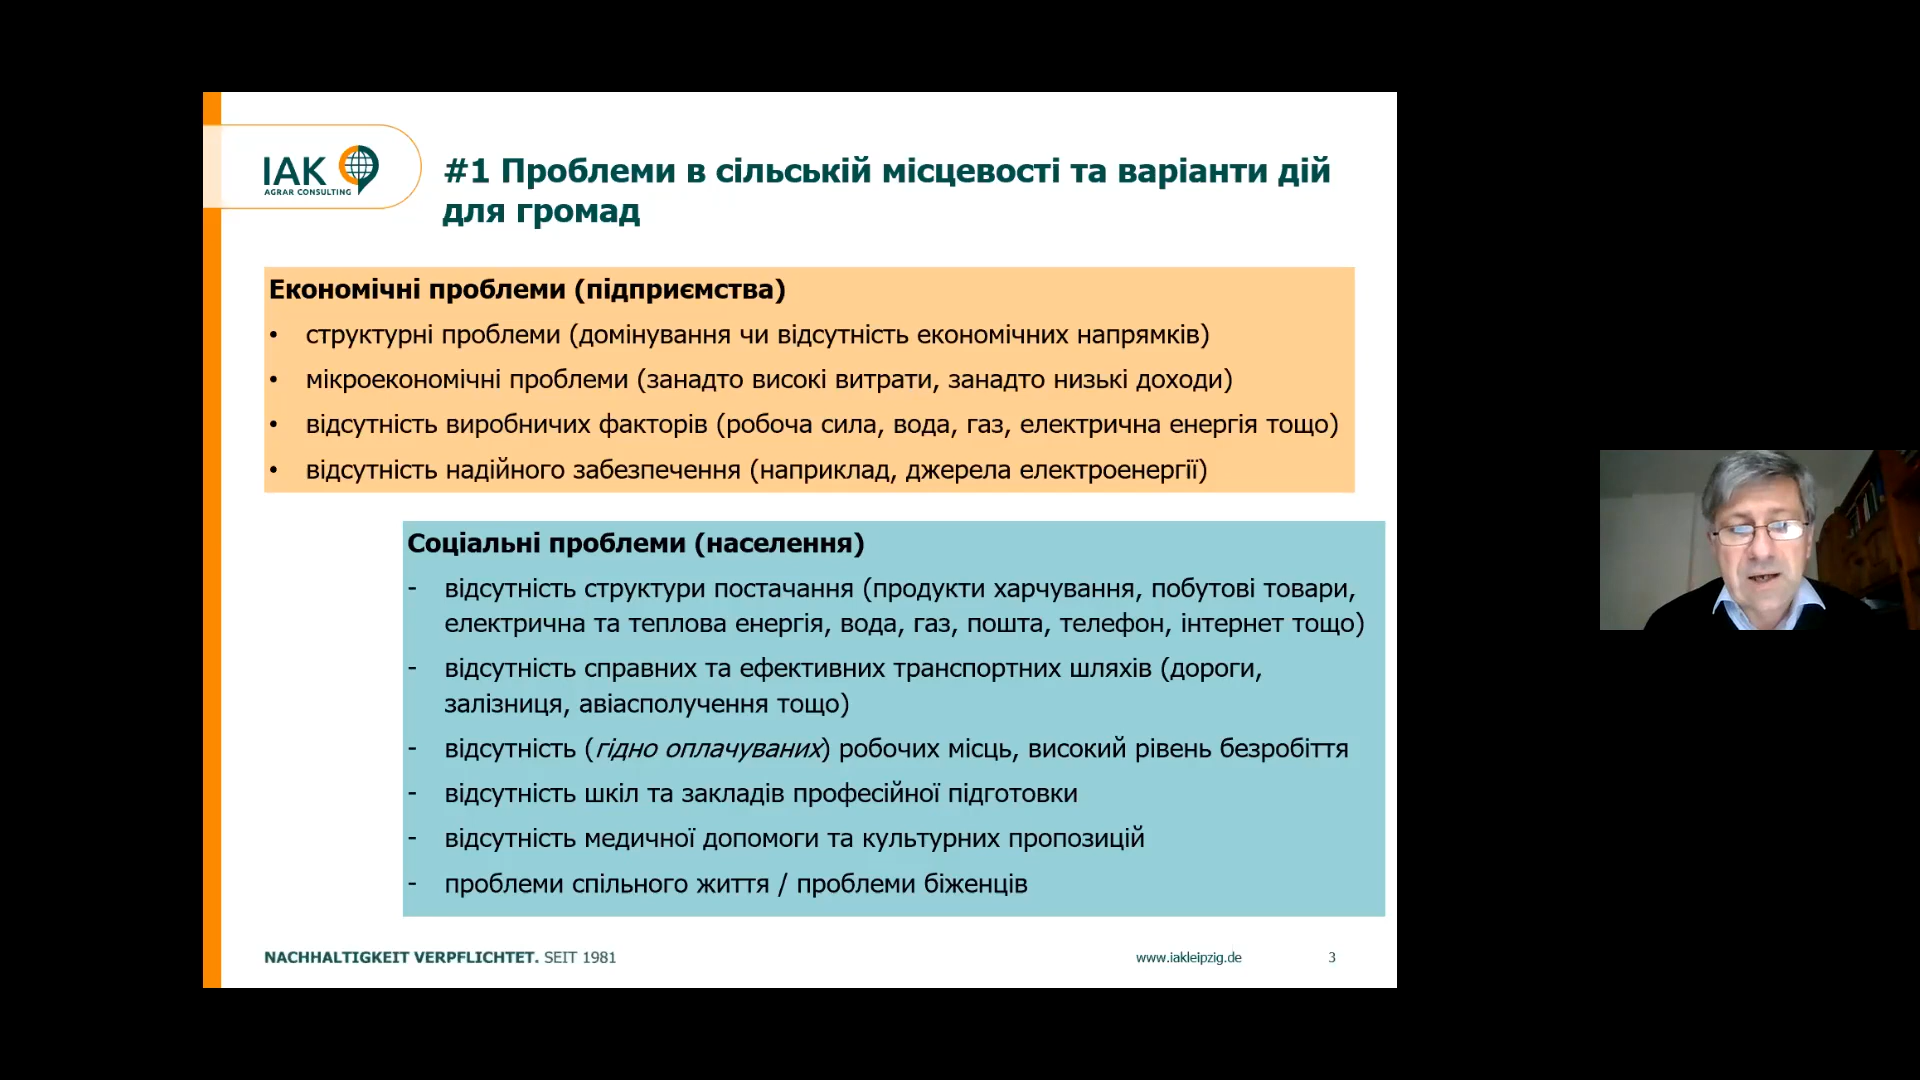 IAK
AGRAR CONSULTING
#1 Проблеми в сільській місцевості та варіанти дій
для громад
Економічні проблеми (підприємства)
• структурні проблеми (домінування чи відсутність економічних напрямків)
• мікроекономічні проблеми (занадто високі витрати, занадто низькі доходи)
• відсутність виробничих факторів (робоча сила, вода, газ, електрична енергія тощо)
• відсутність надійного забезпечення (наприклад, джерела електроенергії)
Соціальні проблеми (населення)
- відсутність структури постачання (продукти харчування, побутові товари,
електрична та теплова енергія, вода, газ, пошта, телефон, інтернет тощо)
- відсутність справних та ефективних транспортних шляхів (дороги,
залізниця, авіасполучення тощо)
- відсутність (гідно оплачуваних) робочих місць, високий рівень безробіття
- відсутність шкіл та закладів професійної підготовки
- відсутність медичної допомоги та культурних пропозицій
- проблеми спільного життя / проблеми біженців
NACHHALTIGKEIT VERPFLICHTET. SEIT 1981
www.iakleipzig.de
3